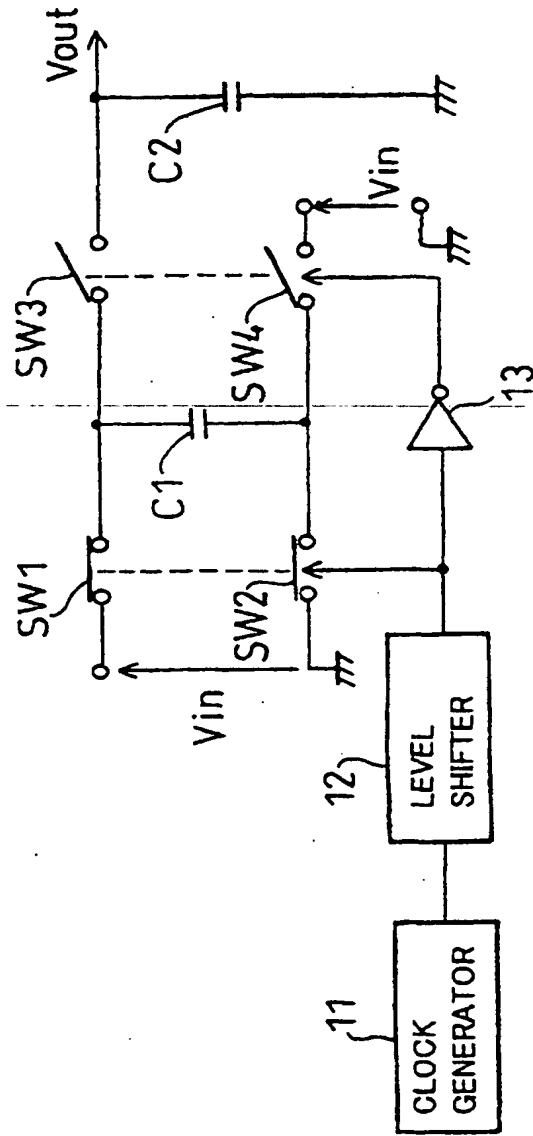 SW1
SW3
Vout
C1
C2
Vin
SW2
SW4
Vin
11
12
13
CLOCK
GENERATOR
LEVEL
SHIFTER